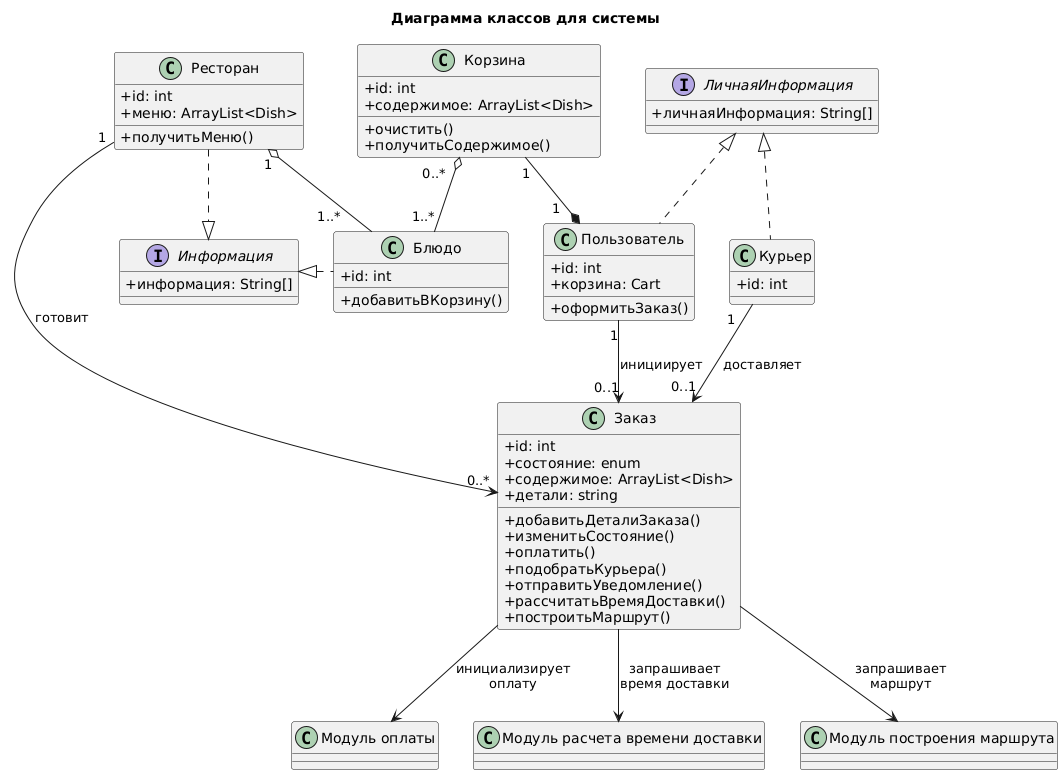 Диаграмма классов для системы
C Ресторан
+id: int
+меню: ArrayList<Dish>
+получитьМеню()
C Корзина
+id: int
+содержимое: ArrayList<Dish>
+очистить()
+получитьСодержимое()
I ЛичнаяИнформация
+личнаяИнформация: String[]
1
1
1..*
0..*
1..*
1
1
I Информация
+информация: String[]
C Блюдо
+id: int
+добавитьВКорзину()
C Пользователь
+id: int
+корзина: Cart
+оформитьЗаказ()
C Курьер
+id: int
готовит
1
инициирует
0..1
1
доставляет
0..1
0..*
C Заказ
+id: int
+состояние: enum
+содержимое: ArrayList<Dish>
+детали: string
+добавитьДеталиЗаказа()
+изменитьСостояние()
+оплатить()
+подобратьКурьера()
+отправитьУведомление()
+рассчитатьВремяДоставки()
+построитьМаршрут()
инициализирует
оплату
запрашивает
время доставки
запрашивает
маршрут
C Модуль оплаты
C Модуль расчета времени доставки
C Модуль построения маршрута